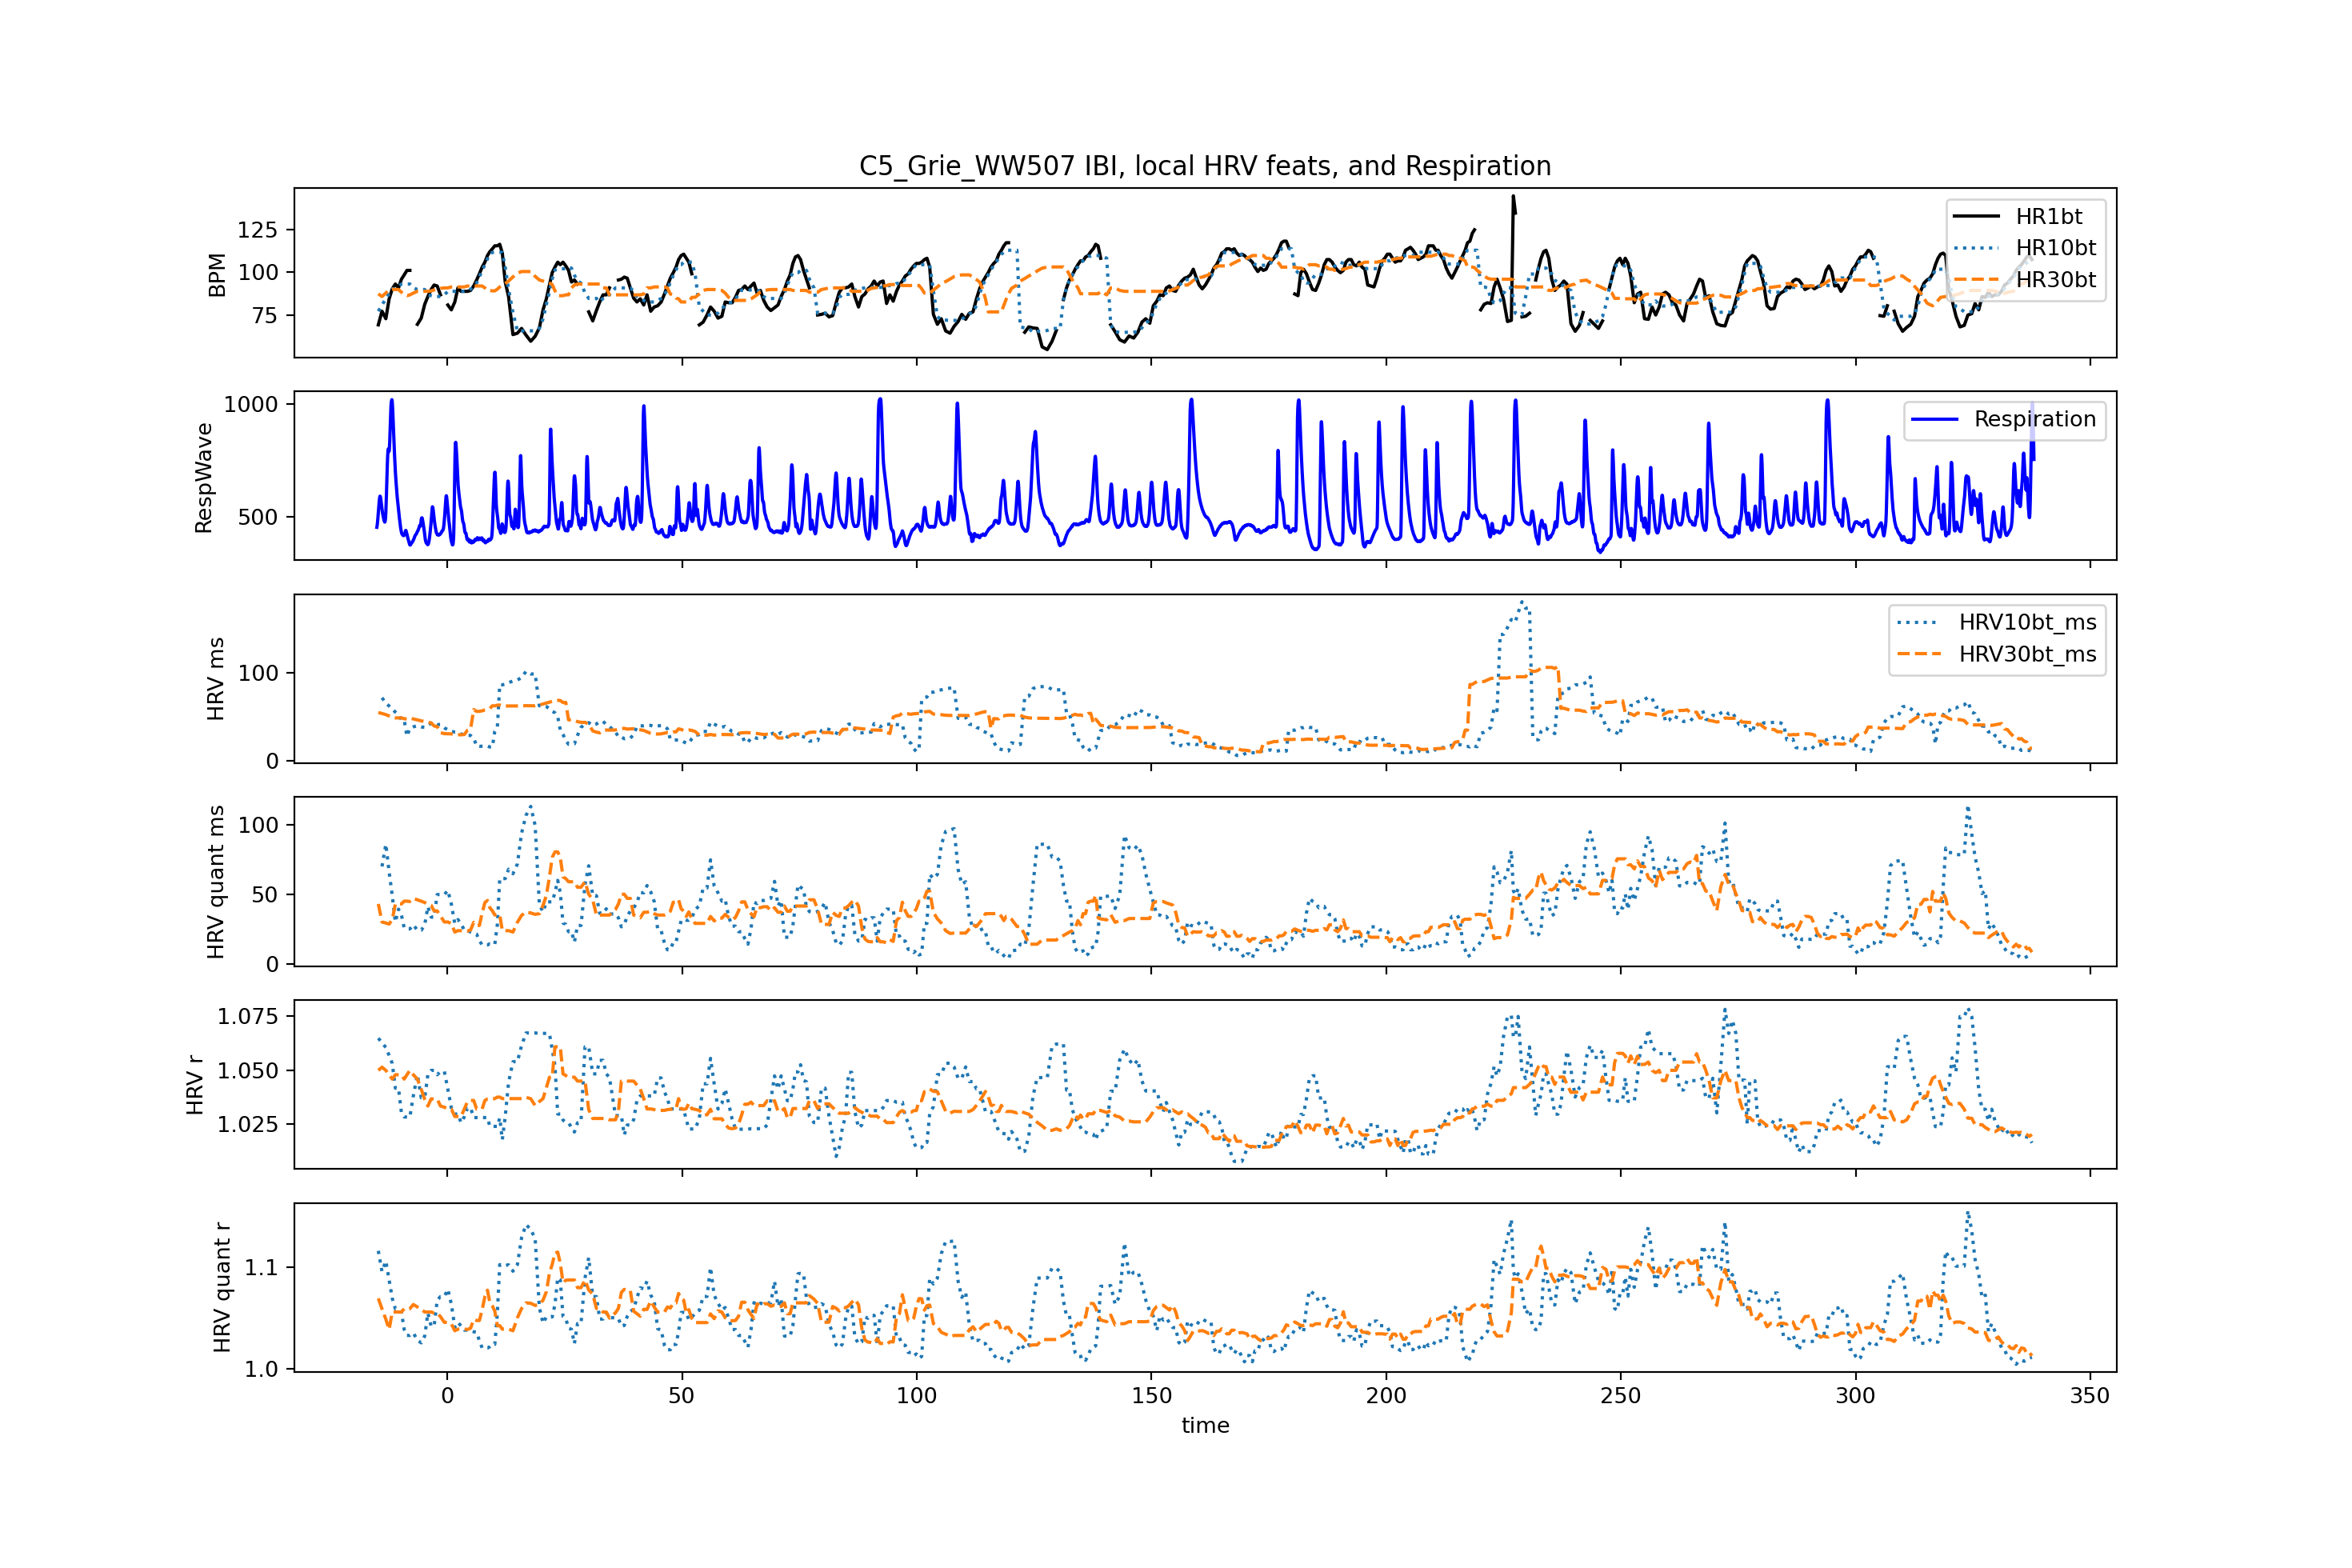 C5_Grie_WW507 IBI, local HRV feats, and Respiration
BPM
125
100
75
HR1bt
HR10bt
HR30bt
RespWave
1000
500
Respiration
HRV ms
100
0
HRV10bt_ms
HRV30bt_ms
HRV quant ms
100
50
0
HRV r
1.075
1.050
1.025
HRV quant r
1.1
1.0
0 50 100 150 200 250 300 350
time